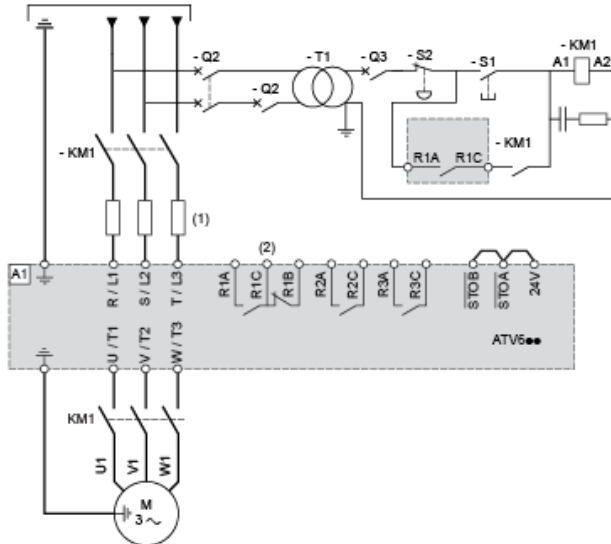 - Q2
- T1
- Q3
- S2
- S1
- KM1
A1
A2
- Q2
- KM1
R1A
R1C
- KM1
(1)
(2)
A1
R / L1
S / L2
T / L3
R1A
R1C
R1B
R2A
R2C
R3A
R3C
STOB
STOA
24V
U / T1
V / T2
W / T3
ATV6●●
KM1
U1
V1
W1
M
3 ~